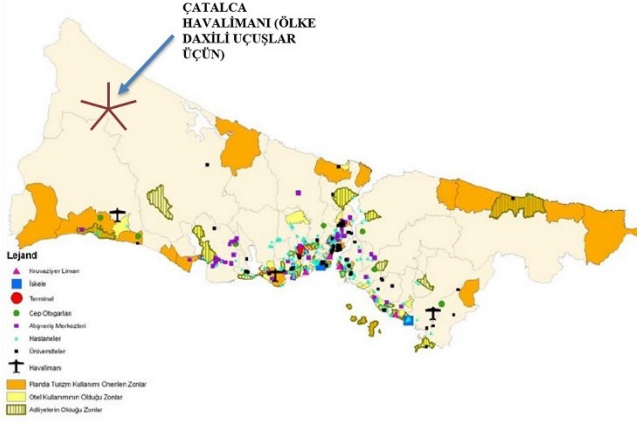 ÇATALCA
HAVALİMANI (ÖLKE
DAXİLİ UÇUŞLAR
ÜÇÜN)
Lejand
Kruvaziyer Liman
İskele
Terminal
Cep Otogarları
Alışveriş Merkezleri
Hastaneler
Üniversiteler
Havalimanı
Planda Turizm Kullanımı Önerilen Zonlar
Otel Kullanımının Olduğu Zonlar
Adliyelerin Olduğu Zonlar